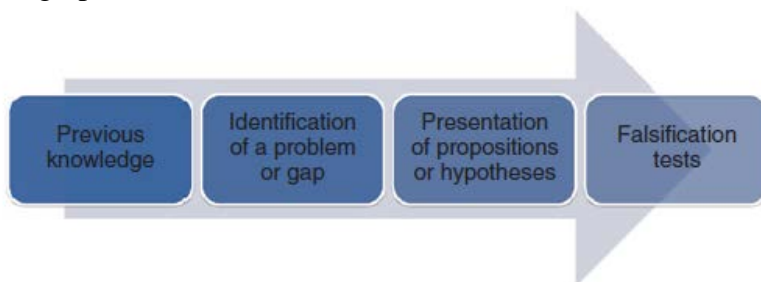 Previous
knowledge
Identification
of a problem
or gap
Presentation
of propositions
or hypotheses
Falsification
tests